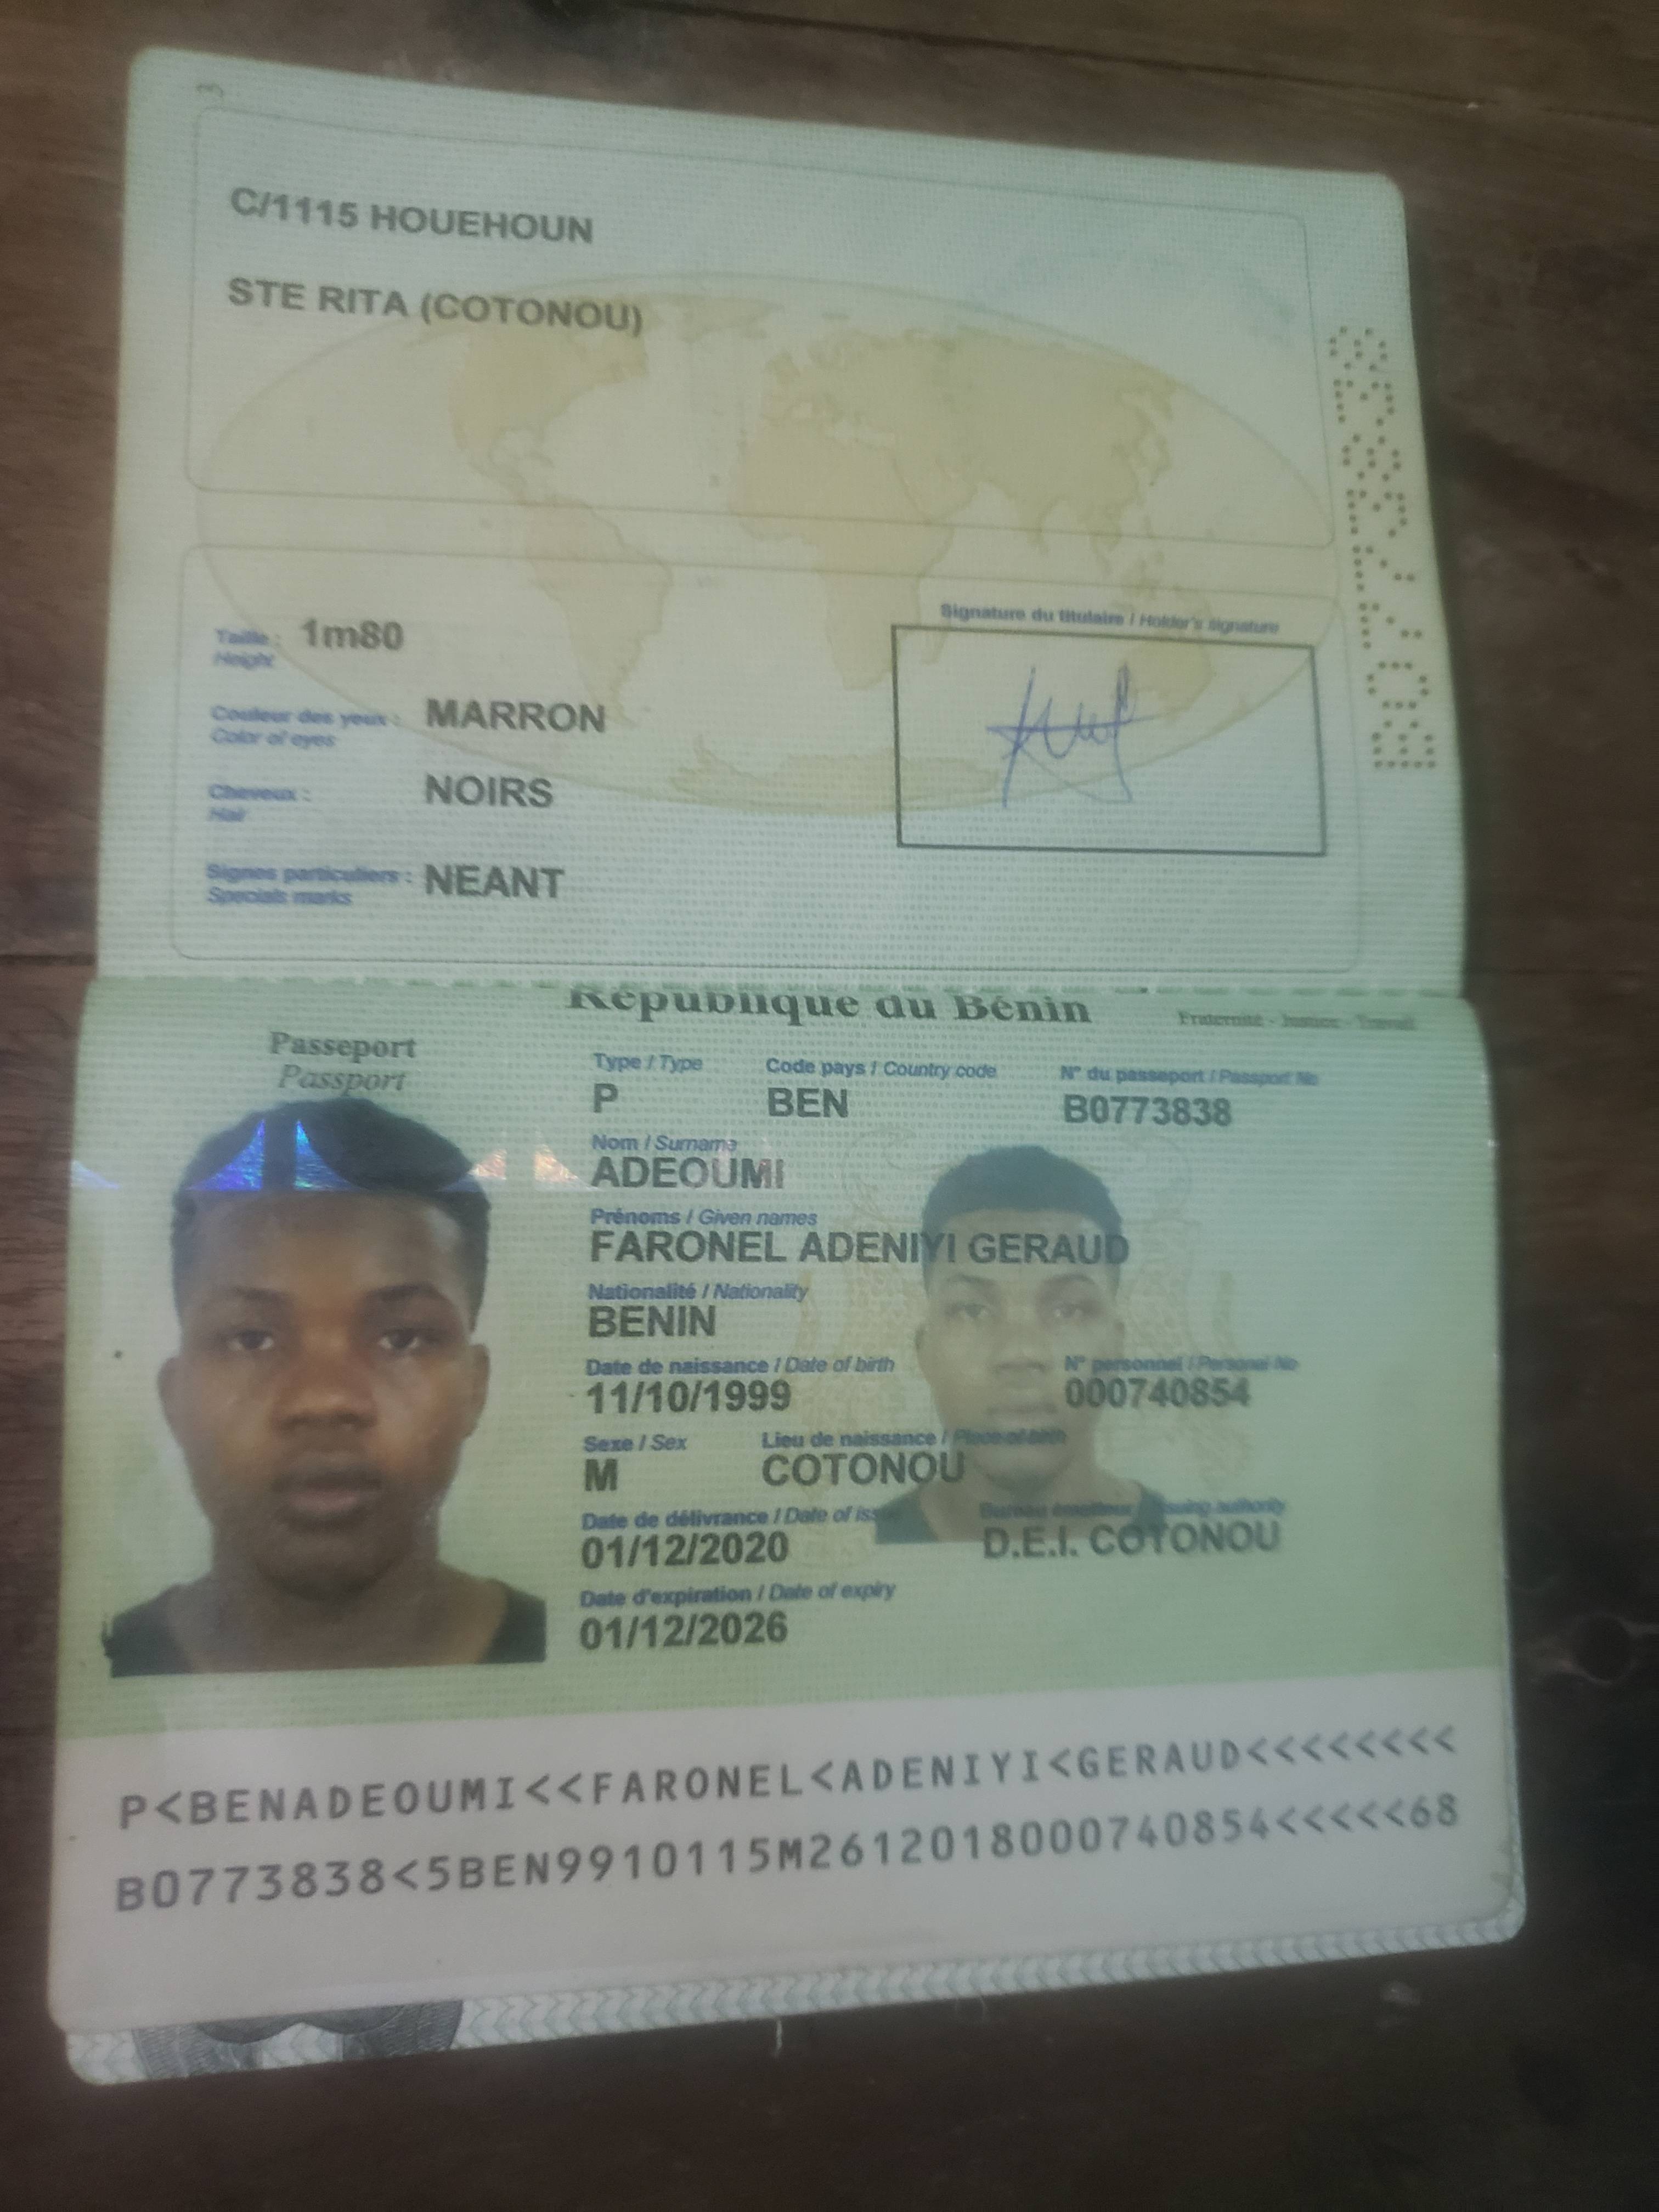 3
C/1115 HOUEHOUN
STE RITA (COTONOU)
Taille : 1m80
Height
Signature du titulaire / Holder's signature
Couleur des yeux : MARRON
Color of eyes
Cheveux : NOIRS
Hair
Signes particuliers : NEANT
Specials marks
B0773838
République du Bénin
Fraternité - Justice - Travail
Passeport
Passport
Type / Type Code pays / Country code N° du passeport / Passport No
P BEN B0773838
Nom / Surname
ADEOUMI
Prénoms / Given names
FARONEL ADENIYI GERAUD
Nationalité / Nationality
BENIN
Date de naissance / Date of birth N° personnel / Personal No
11/10/1999 000740854
Sexe / Sex Lieu de naissance / Place of birth
M COTONOU
Date de délivrance / Date of iss Bureau émetteur / Issuing authority
01/12/2020 D.E.I. COTONOU
Date d'expiration / Date of expiry
01/12/2026
P<BENADEOUMI<<FARONEL<ADENIYI<GERAUD<<<<<<<<
B0773838<5BEN9910115M2612018000740854<<<<<68